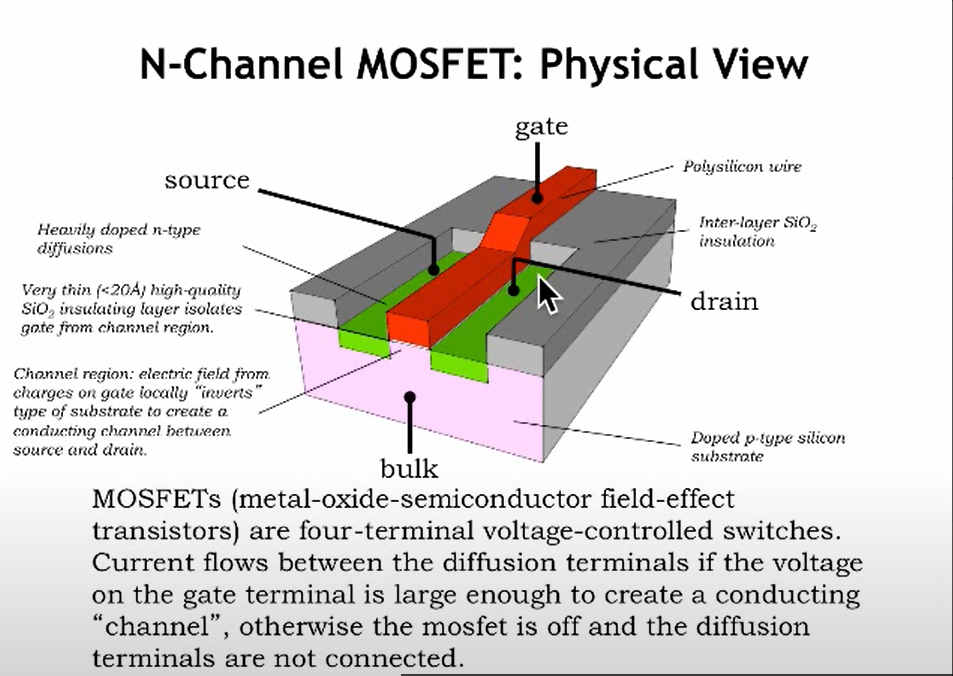 N-Channel MOSFET: Physical View
gate
source
Polysilicon wire
Heavily doped n-type
diffusions
Inter-layer SiO₂
insulation
Very thin (<20Å) high-quality
SiO₂ insulating layer isolates
gate from channel region.
drain
Channel region: electric field from
charges on gate locally “inverts”
type of substrate to create a
conducting channel between
source and drain.
Doped p-type silicon
substrate
bulk
MOSFETs (metal-oxide-semiconductor field-effect
transistors) are four-terminal voltage-controlled switches.
Current flows between the diffusion terminals if the voltage
on the gate terminal is large enough to create a conducting
“channel”, otherwise the mosfet is off and the diffusion
terminals are not connected.